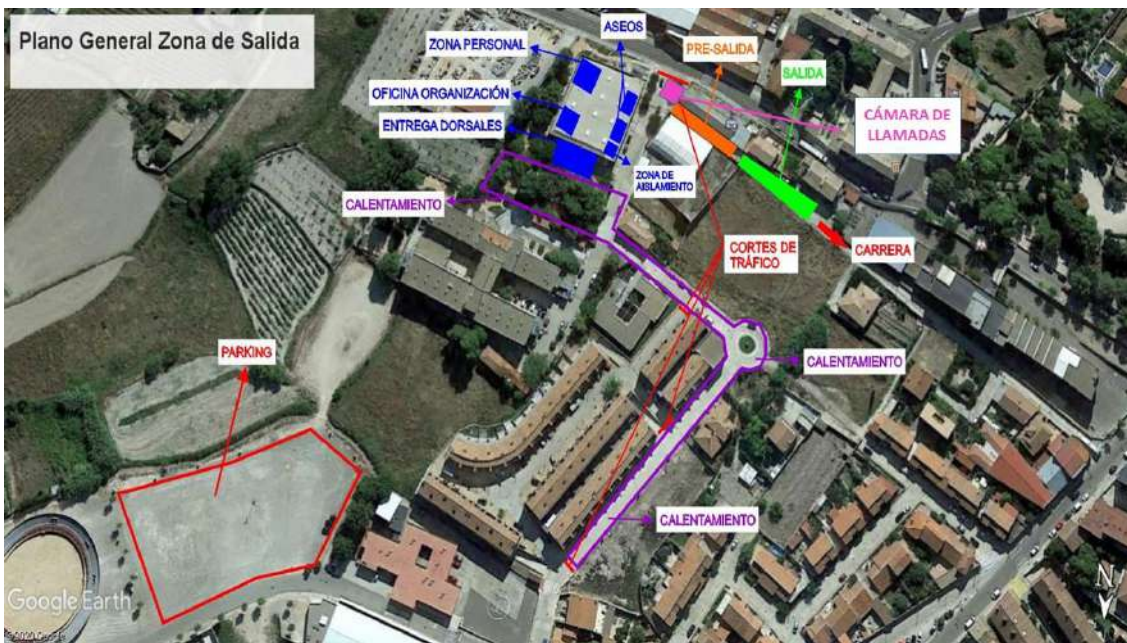 Plano General Zona de Salida
ASEOS
ZONA PERSONAL
PRE-SALIDA
SALIDA
OFICINA ORGANIZACIÓN
CÁMARA DE
LLAMADAS
ENTREGA DORSALES
ZONA DE
AISLAMIENTO
CALENTAMIENTO
CORTES DE
TRÁFICO
CARRERA
PARKING
CALENTAMIENTO
CALENTAMIENTO
N
Google Earth